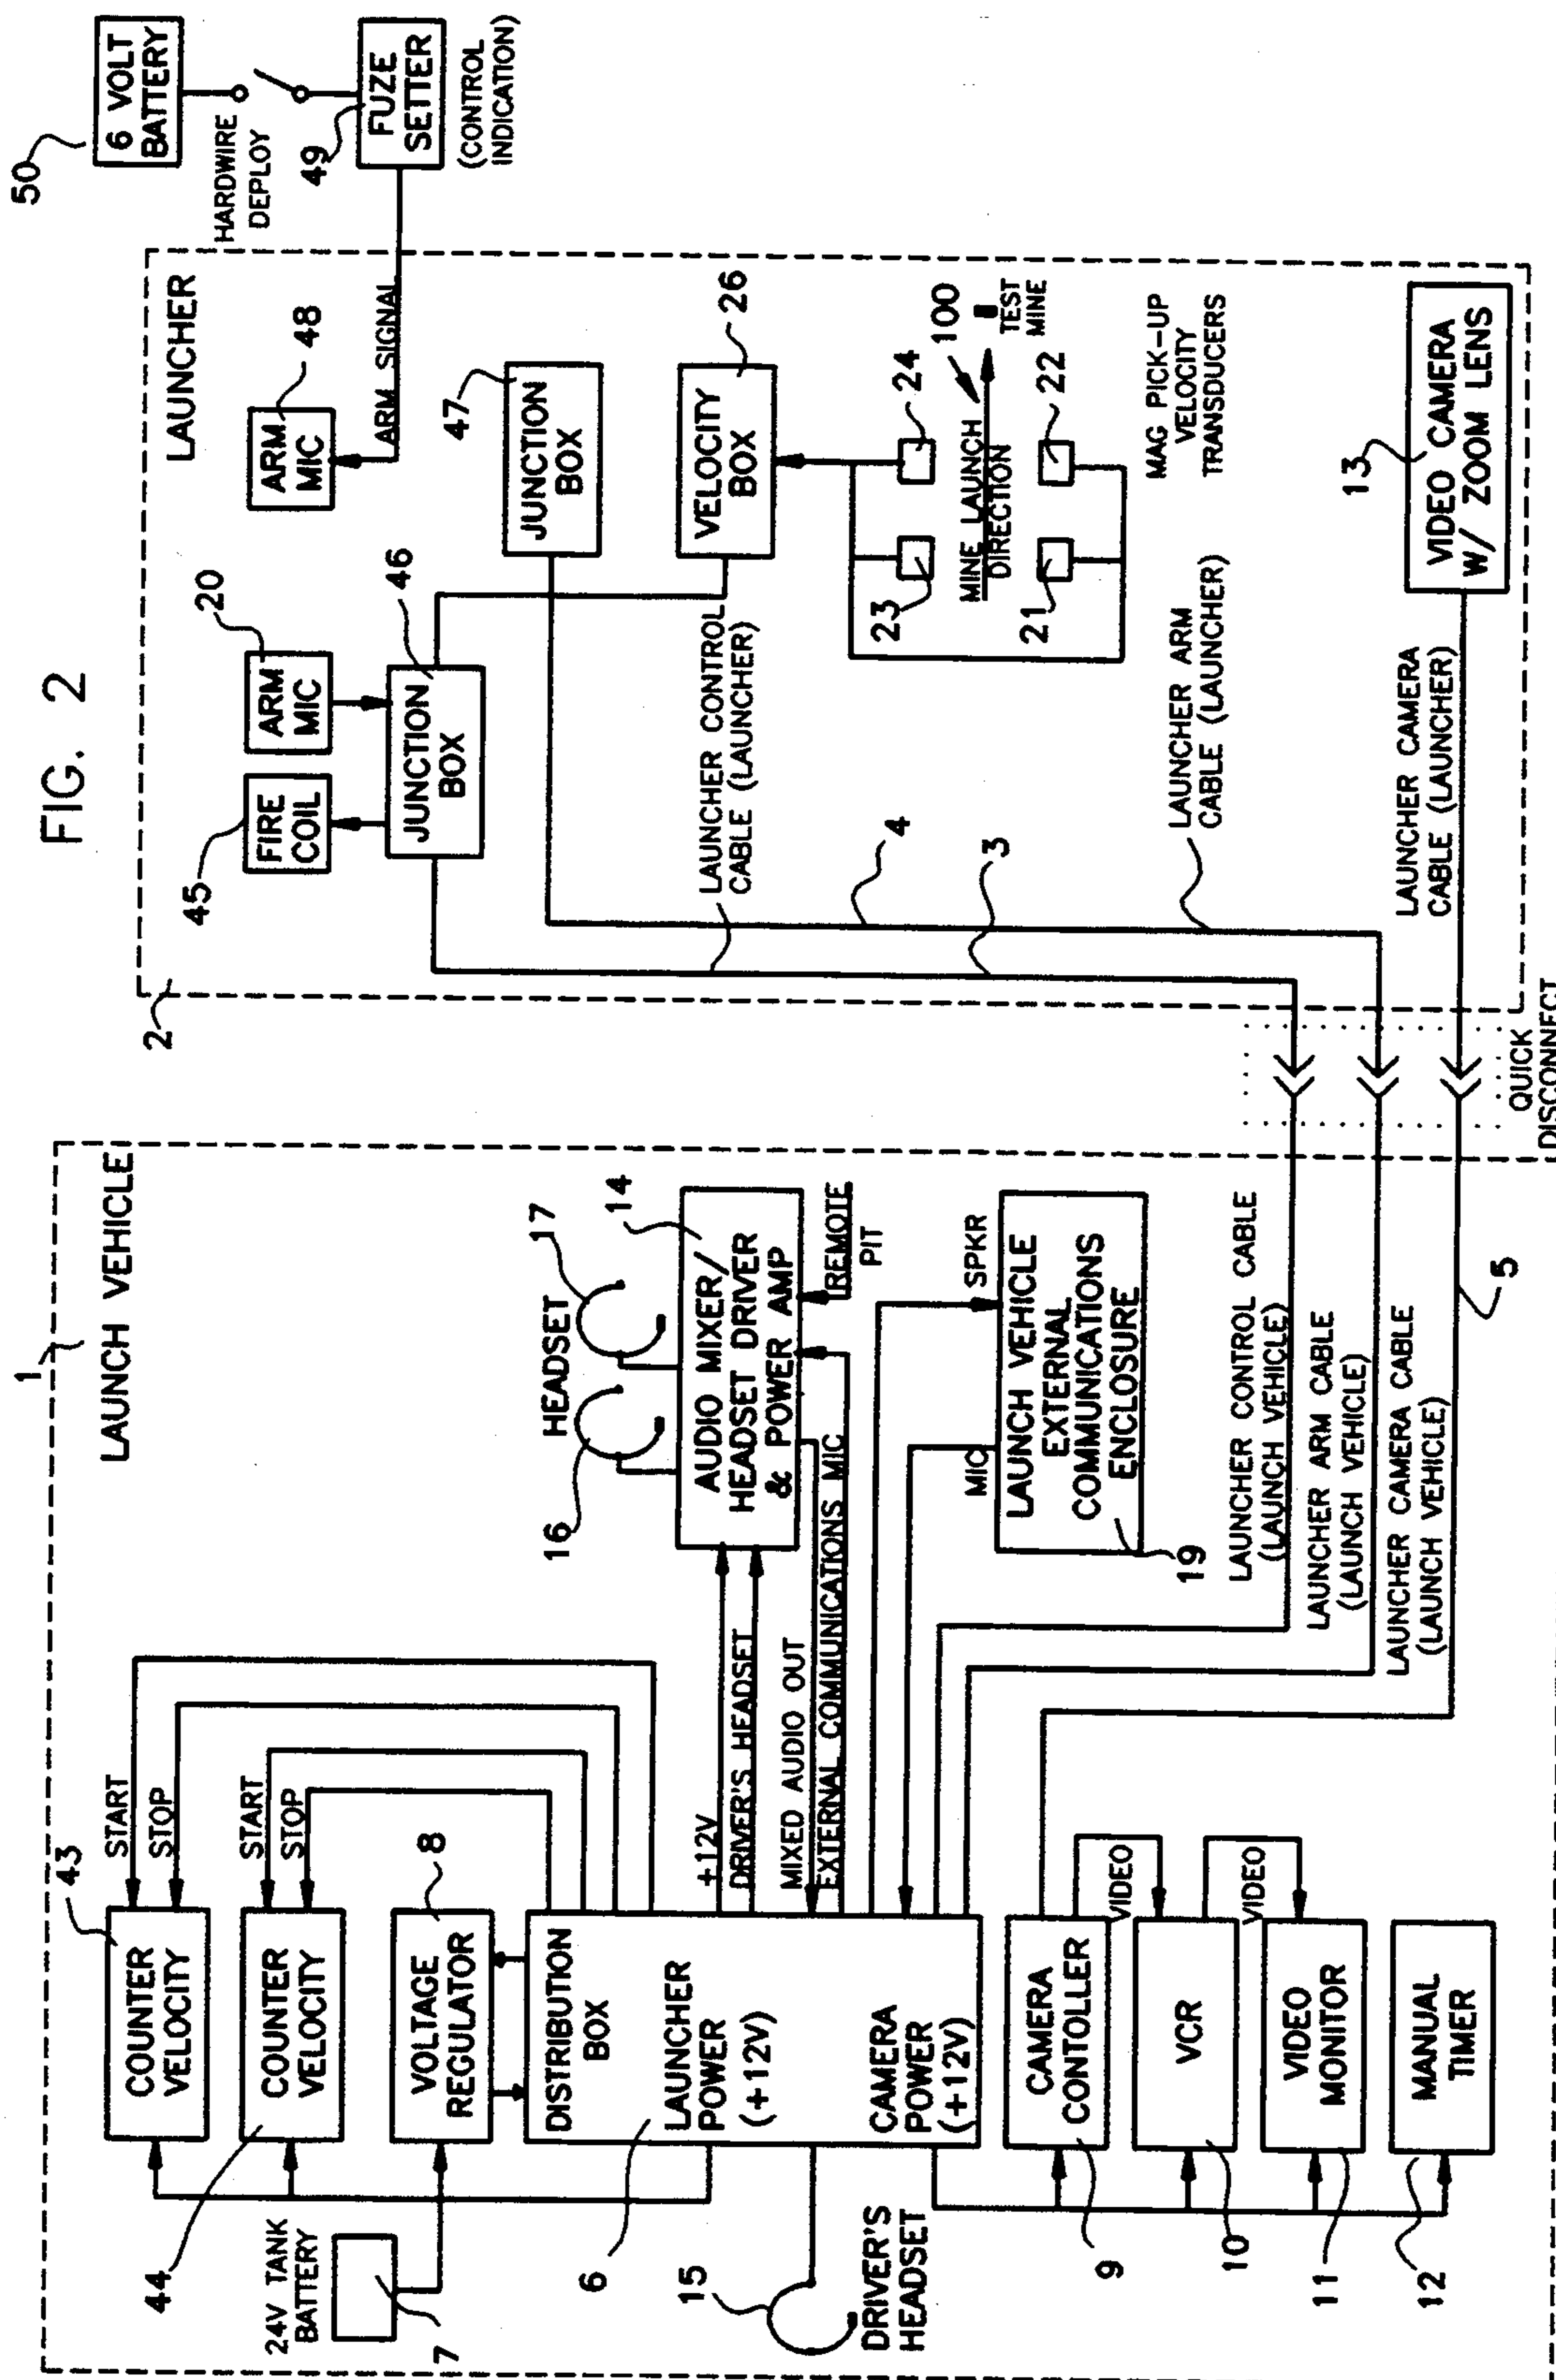 FIG. 2
1
LAUNCH VEHICLE
43
COUNTER
VELOCITY
START
STOP
44
COUNTER
VELOCITY
START
STOP
24V TANK
BATTERY
7
8
VOLTAGE
REGULATOR
6
DISTRIBUTION
BOX
LAUNCHER
POWER
(+12V)
CAMERA
POWER
(+12V)
15
DRIVER'S
HEADSET
+12V
DRIVER'S HEADSET
MIXED AUDIO OUT
EXTERNAL COMMUNICATIONS MIC
HEADSET
16
17
14
AUDIO MIXER/
HEADSET DRIVER
& POWER AMP
REMOTE
PIT
MIC
SPKR
LAUNCH VEHICLE
EXTERNAL
COMMUNICATIONS
ENCLOSURE
19
9
CAMERA
CONTOLLER
VIDEO
10
VCR
VIDEO
11
VIDEO
MONITOR
12
MANUAL
TIMER
LAUNCHER CONTROL CABLE
(LAUNCH VEHICLE)
LAUNCHER ARM CABLE
(LAUNCH VEHICLE)
LAUNCHER CAMERA CABLE
(LAUNCH VEHICLE)
5
QUICK
DISCONNECT
2
LAUNCHER
45
FIRE
COIL
20
ARM
MIC
46
JUNCTION
BOX
48
ARM
MIC
ARM SIGNAL
47
JUNCTION
BOX
LAUNCHER CONTROL
CABLE (LAUNCHER)
26
VELOCITY
BOX
4
3
23
24
21
22
MINE LAUNCH
DIRECTION
100
TEST
MINE
MAG PICK-UP
VELOCITY
TRANSDUCERS
LAUNCHER ARM
CABLE (LAUNCHER)
LAUNCHER CAMERA
CABLE (LAUNCHER)
13
VIDEO CAMERA
W/ ZOOM LENS
50
6 VOLT
BATTERY
HARDWIRE
DEPLOY
49
FUZE
SETTER
(CONTROL
INDICATION)